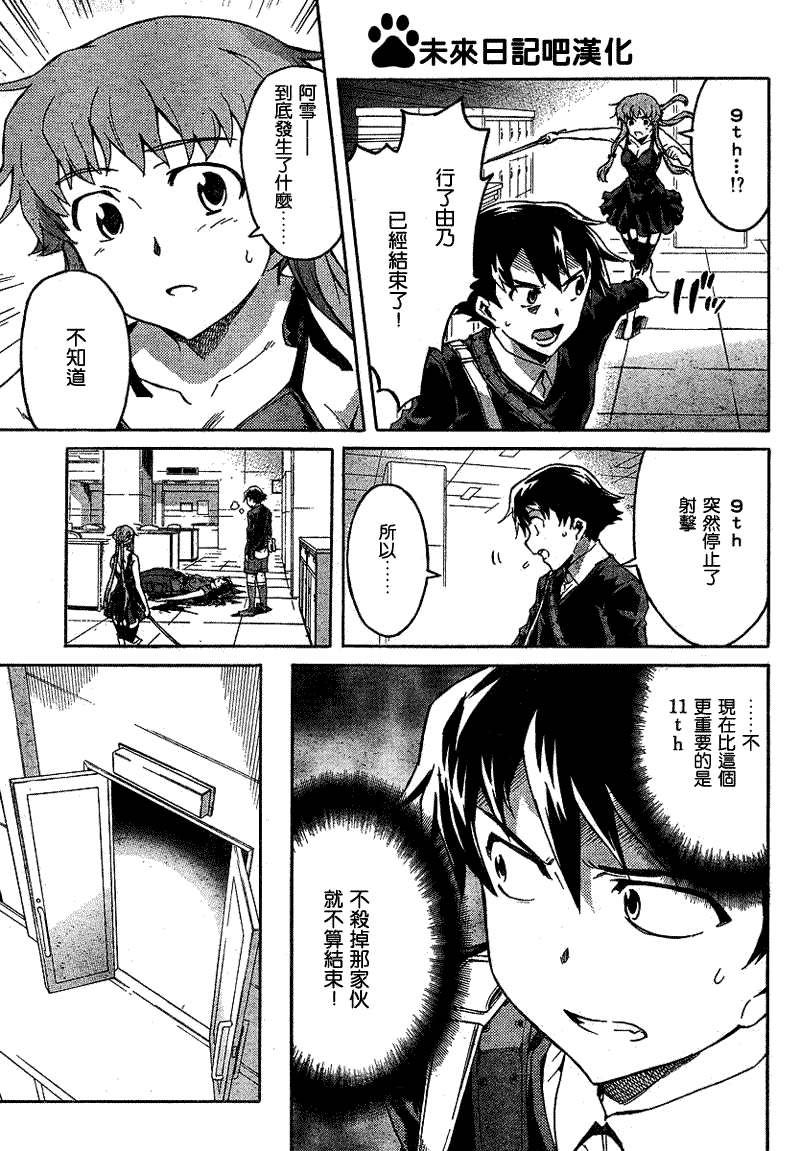 未來日記吧漢化
9th…!?
行了由乃
已經結束了！
阿雪——
到底發生了什麼……
不知道
9th
突然停止了
射擊
所以……
……不
現在比這個
更重要的是
11th
不殺掉那家伙
就不算結束！